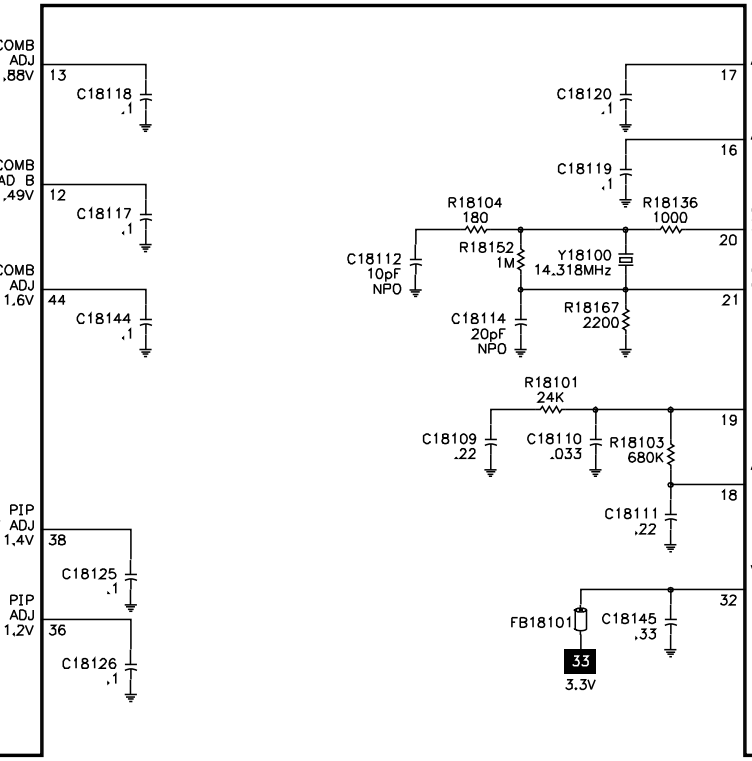 COMB
ADJ
.88V
13
C18118
.1
COMB
AD B
.49V
12
C18117
.1
COMB
ADJ
1.6V
44
C18144
.1
PIP
ADJ
1.4V
38
C18125
.1
PIP
ADJ
1.2V
36
C18126
.1
17
C18120
.1
16
C18119
.1
R18104
180
R18136
1000
20
R18152
1M
Y18100
14.318MHz
C18112
10pF
NPO
21
C18114
20pF
NPO
R18167
2200
R18101
24K
19
C18109
.22
C18110
.033
R18103
680K
18
C18111
.22
32
FB18101
C18145
.33
33
3.3V